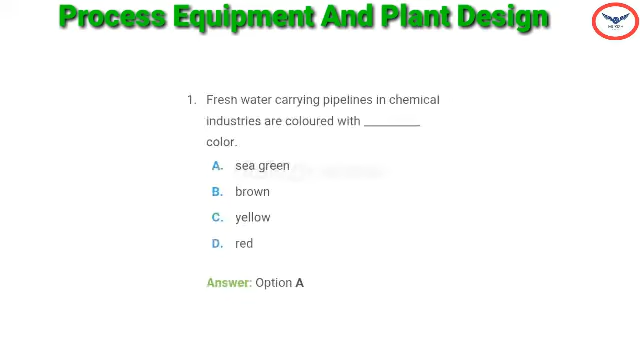 Process Equipment And Plant Design
1. Fresh water carrying pipelines in chemical
industries are coloured with _________
color.
A. sea green
B. brown
C. yellow
D. red
Answer: Option A